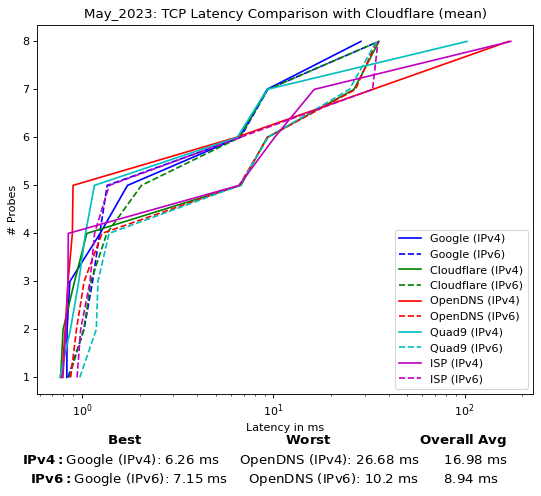 May_2023: TCP Latency Comparison with Cloudflare (mean)
8
7
6
5
4
3
2
1
# Probes
Google (IPv4)
Google (IPv6)
Cloudflare (IPv4)
Cloudflare (IPv6)
OpenDNS (IPv4)
OpenDNS (IPv6)
Quad9 (IPv4)
Quad9 (IPv6)
ISP (IPv4)
ISP (IPv6)
10⁰ 10¹ 10²
Latency in ms
Best Worst Overall Avg
IPv4: Google (IPv4): 6.26 ms OpenDNS (IPv4): 26.68 ms 16.98 ms
IPv6: Google (IPv6): 7.15 ms OpenDNS (IPv6): 10.2 ms 8.94 ms